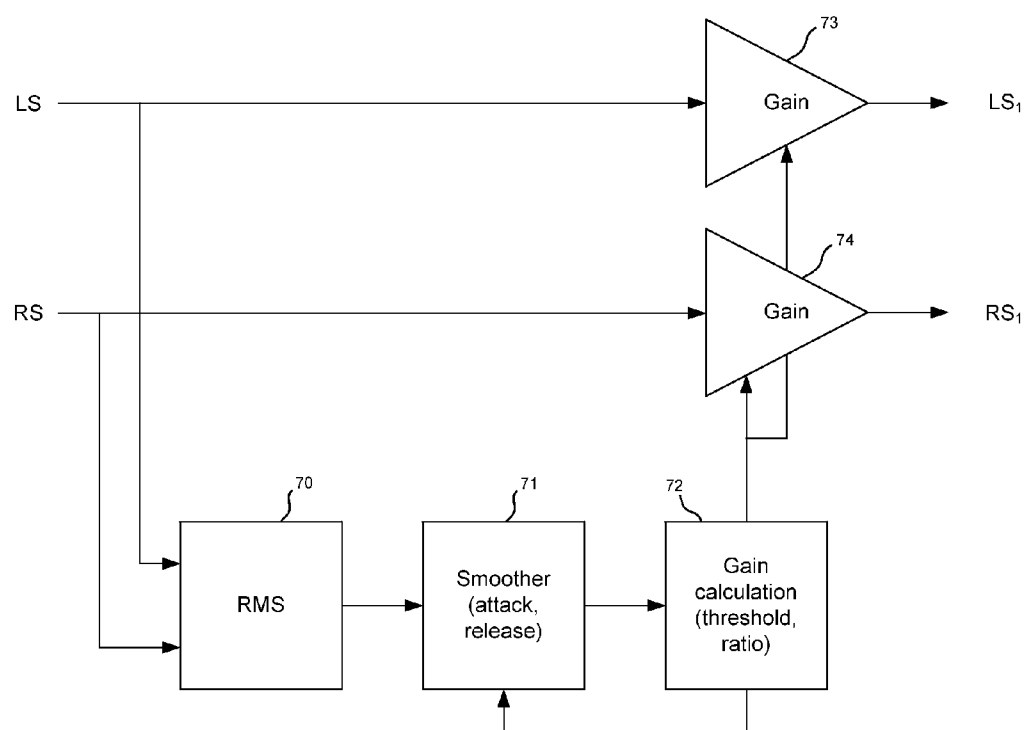 73
LS
Gain
LS₁
74
RS
Gain
RS₁
70
71
72
RMS
Smoother
(attack,
release)
Gain
calculation
(threshold,
ratio)